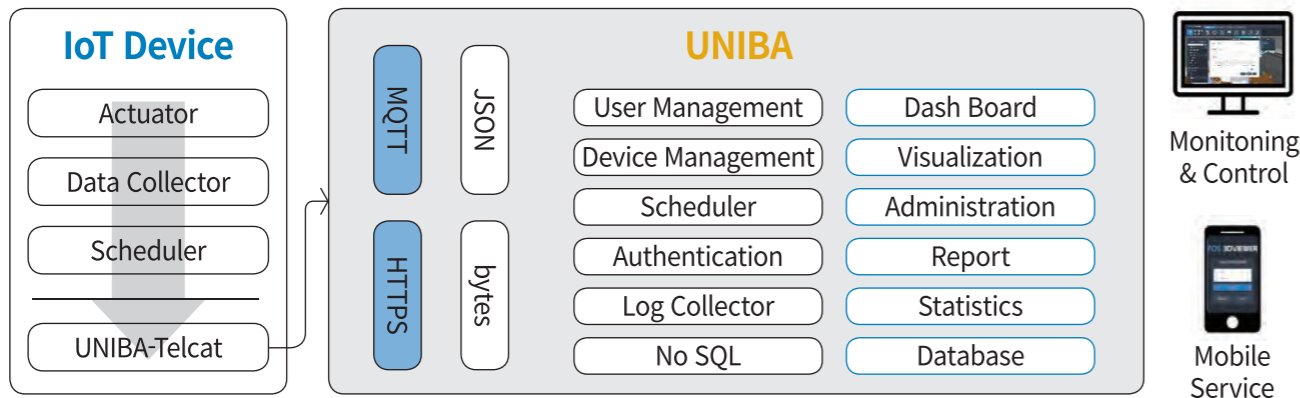 IoT Device
Actuator
Data Collector
Scheduler
UNIBA-Telcat
UNIBA
MQTT
JSON
HTTPS
bytes
User Management
Device Management
Scheduler
Authentication
Log Collector
No SQL
Dash Board
Visualization
Administration
Report
Statistics
Database
Monitoning
& Control
Mobile
Service